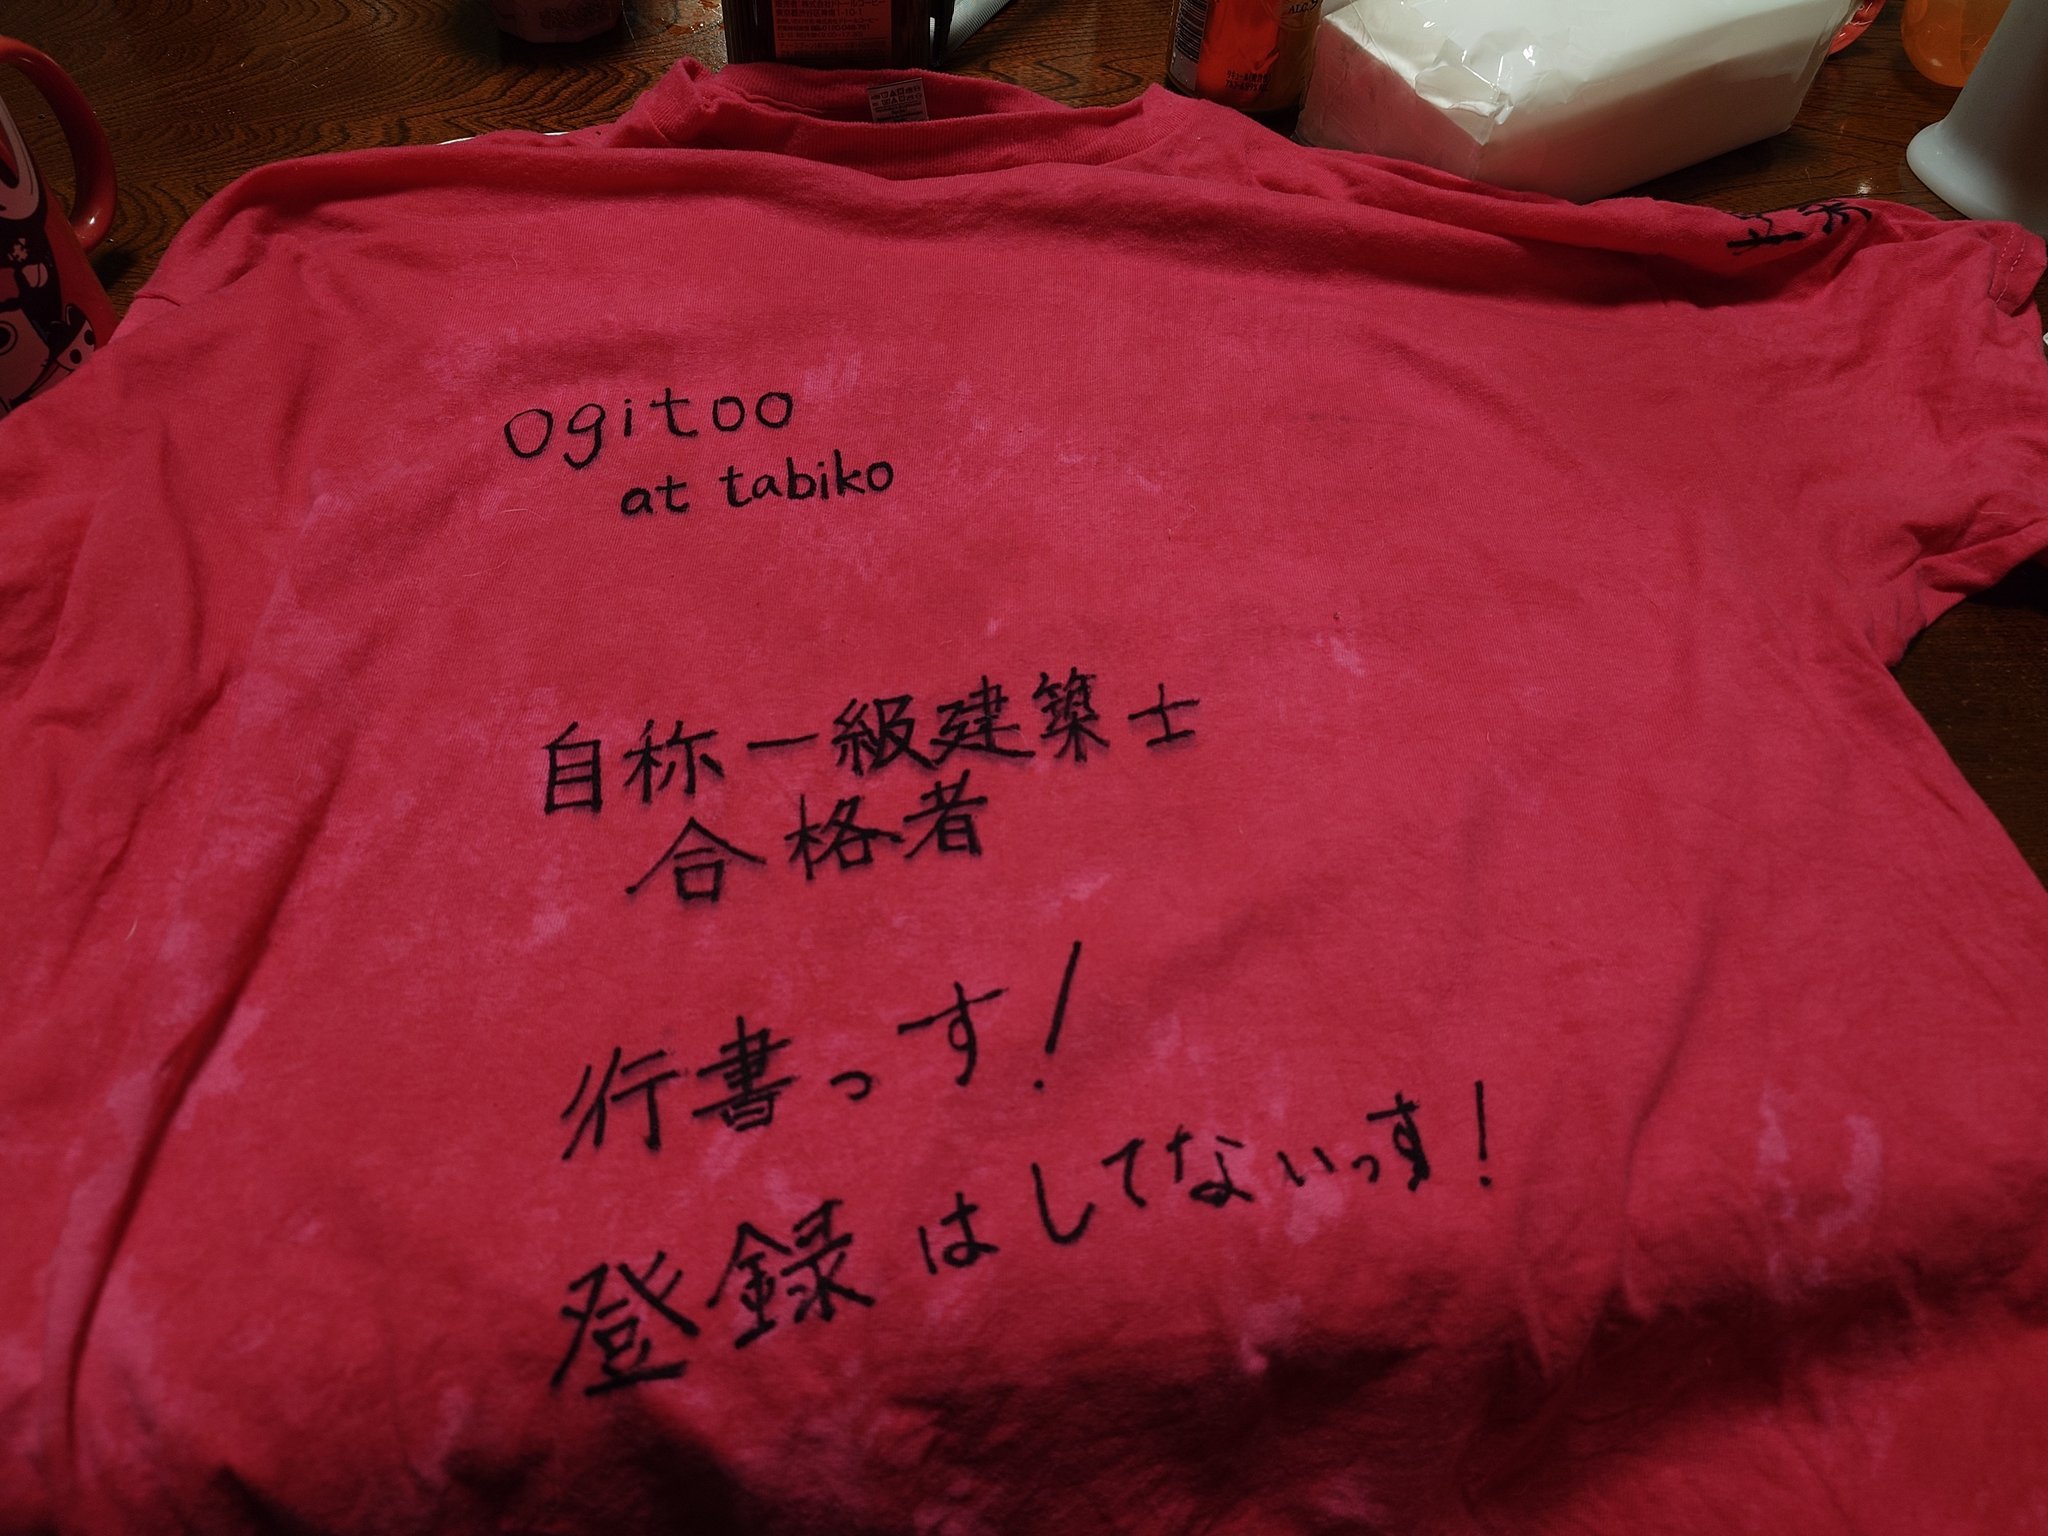 ogitoo
at tabiko
自称一級建築士
合格者
行書っす!
登録はしてないっす!